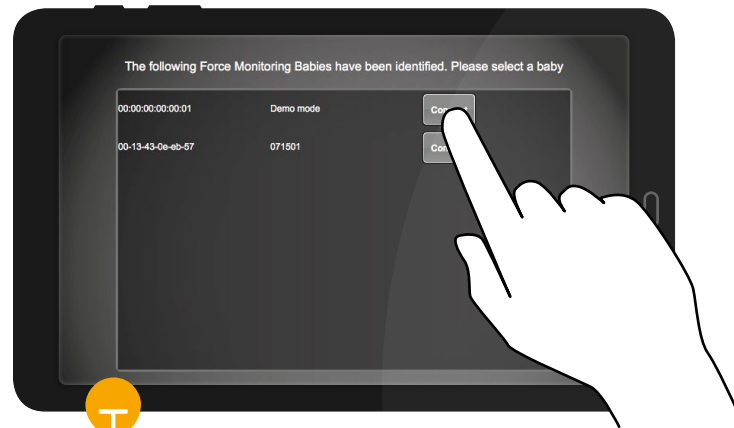 The following Force Monitoring Babies have been identified. Please select a baby
00:00:00:00:00:01 Demo mode
00-13-43-0e-eb-57 071501